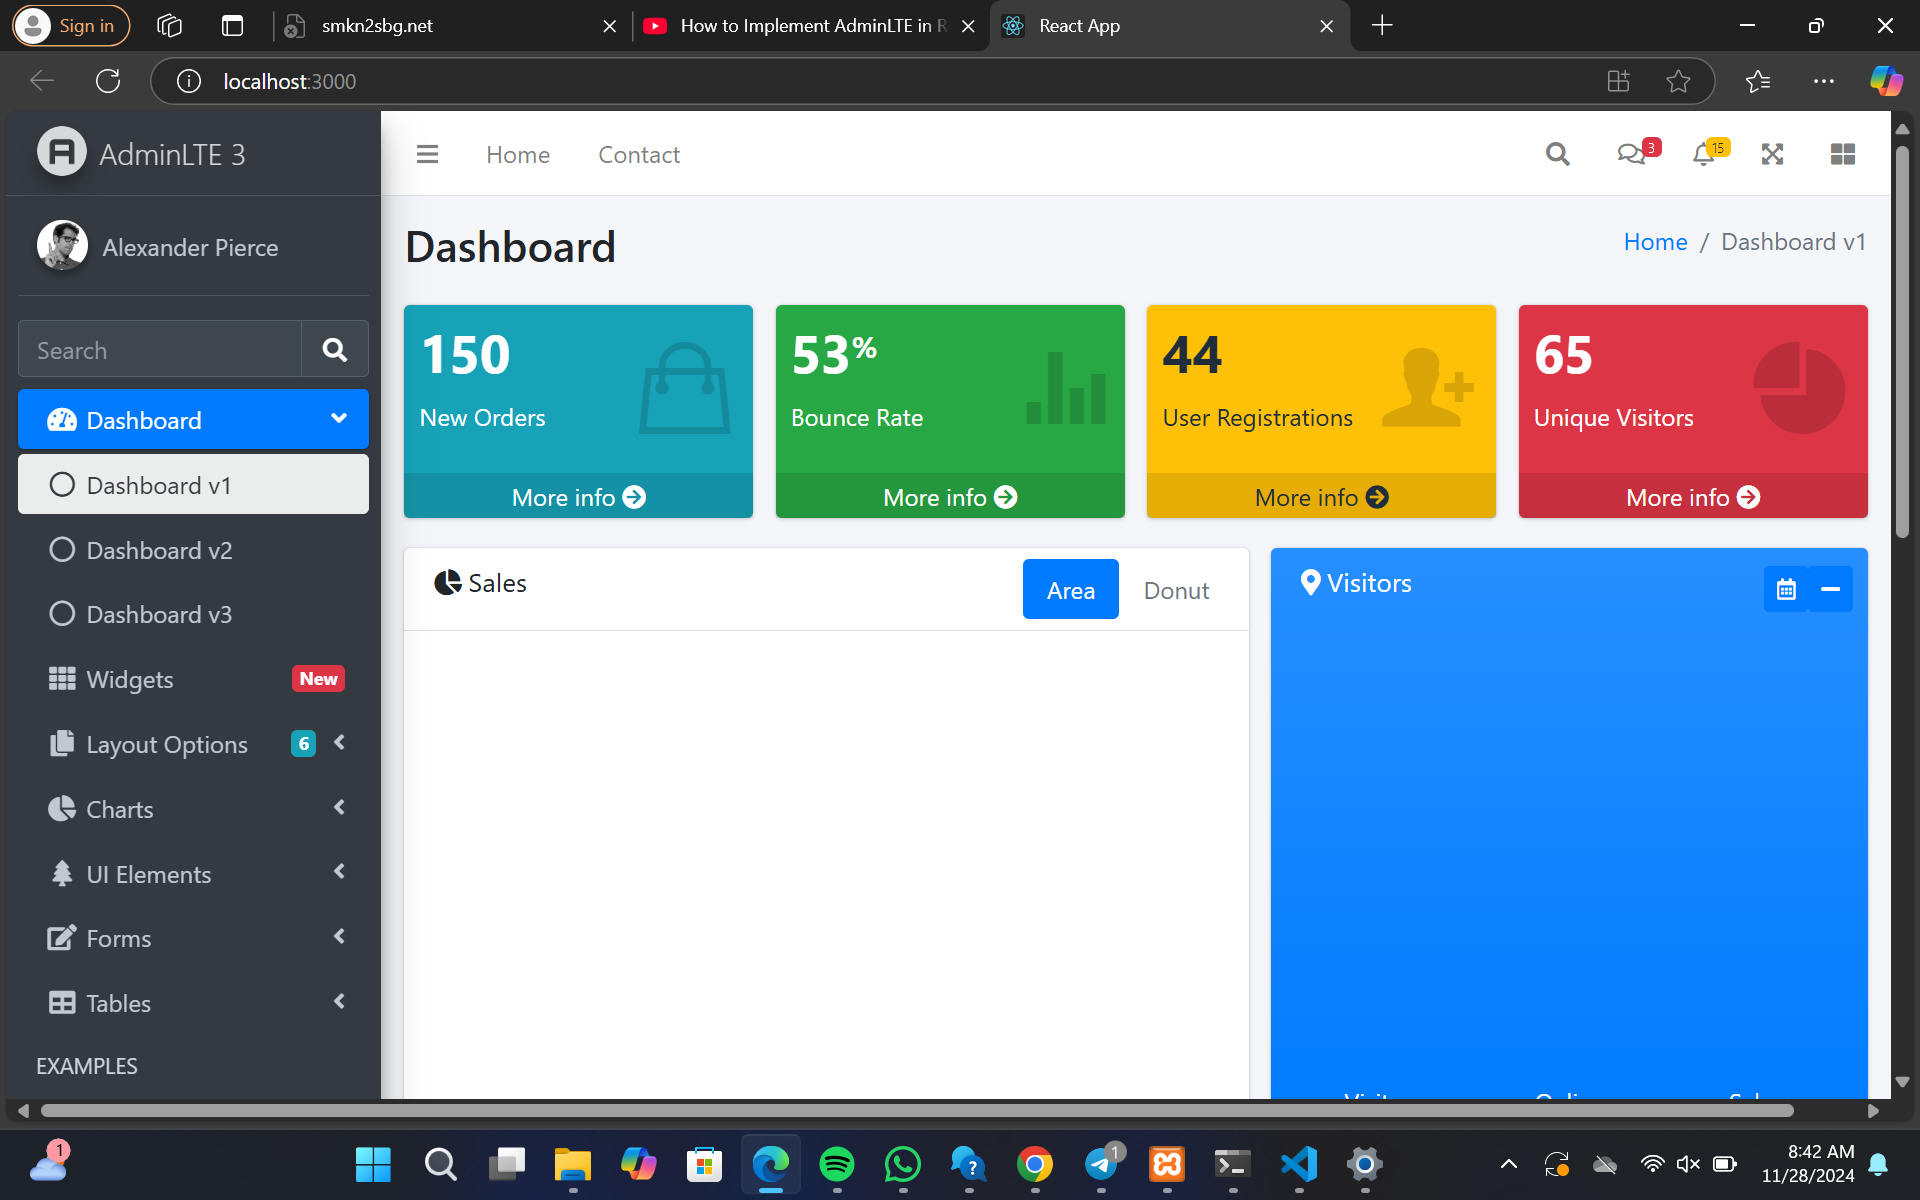 Sign in
smkn2sbg.net
How to Implement AdminLTE in R
React App
localhost:3000
AdminLTE 3
Home
Contact
3
15
Alexander Pierce
Dashboard
Home / Dashboard v1
Search
150
New Orders
More info
53%
Bounce Rate
More info
44
User Registrations
More info
65
Unique Visitors
More info
Dashboard
Dashboard v1
Dashboard v2
Dashboard v3
Widgets
New
Layout Options
6
Charts
UI Elements
Forms
Tables
EXAMPLES
Sales
Area
Donut
Visitors
1
1
8:42 AM
11/28/2024